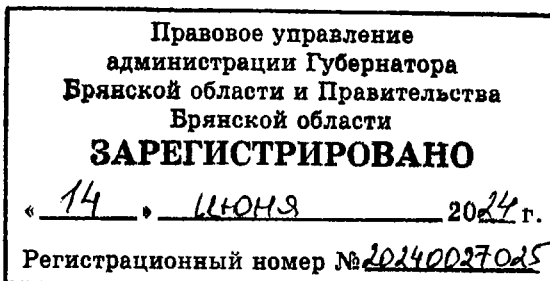 Правовое управление
администрации Губернатора
Брянской области и Правительства
Брянской области
ЗАРЕГИСТРИРОВАНО
« 14 » июня 2024 г.
Регистрационный номер № 20240027025